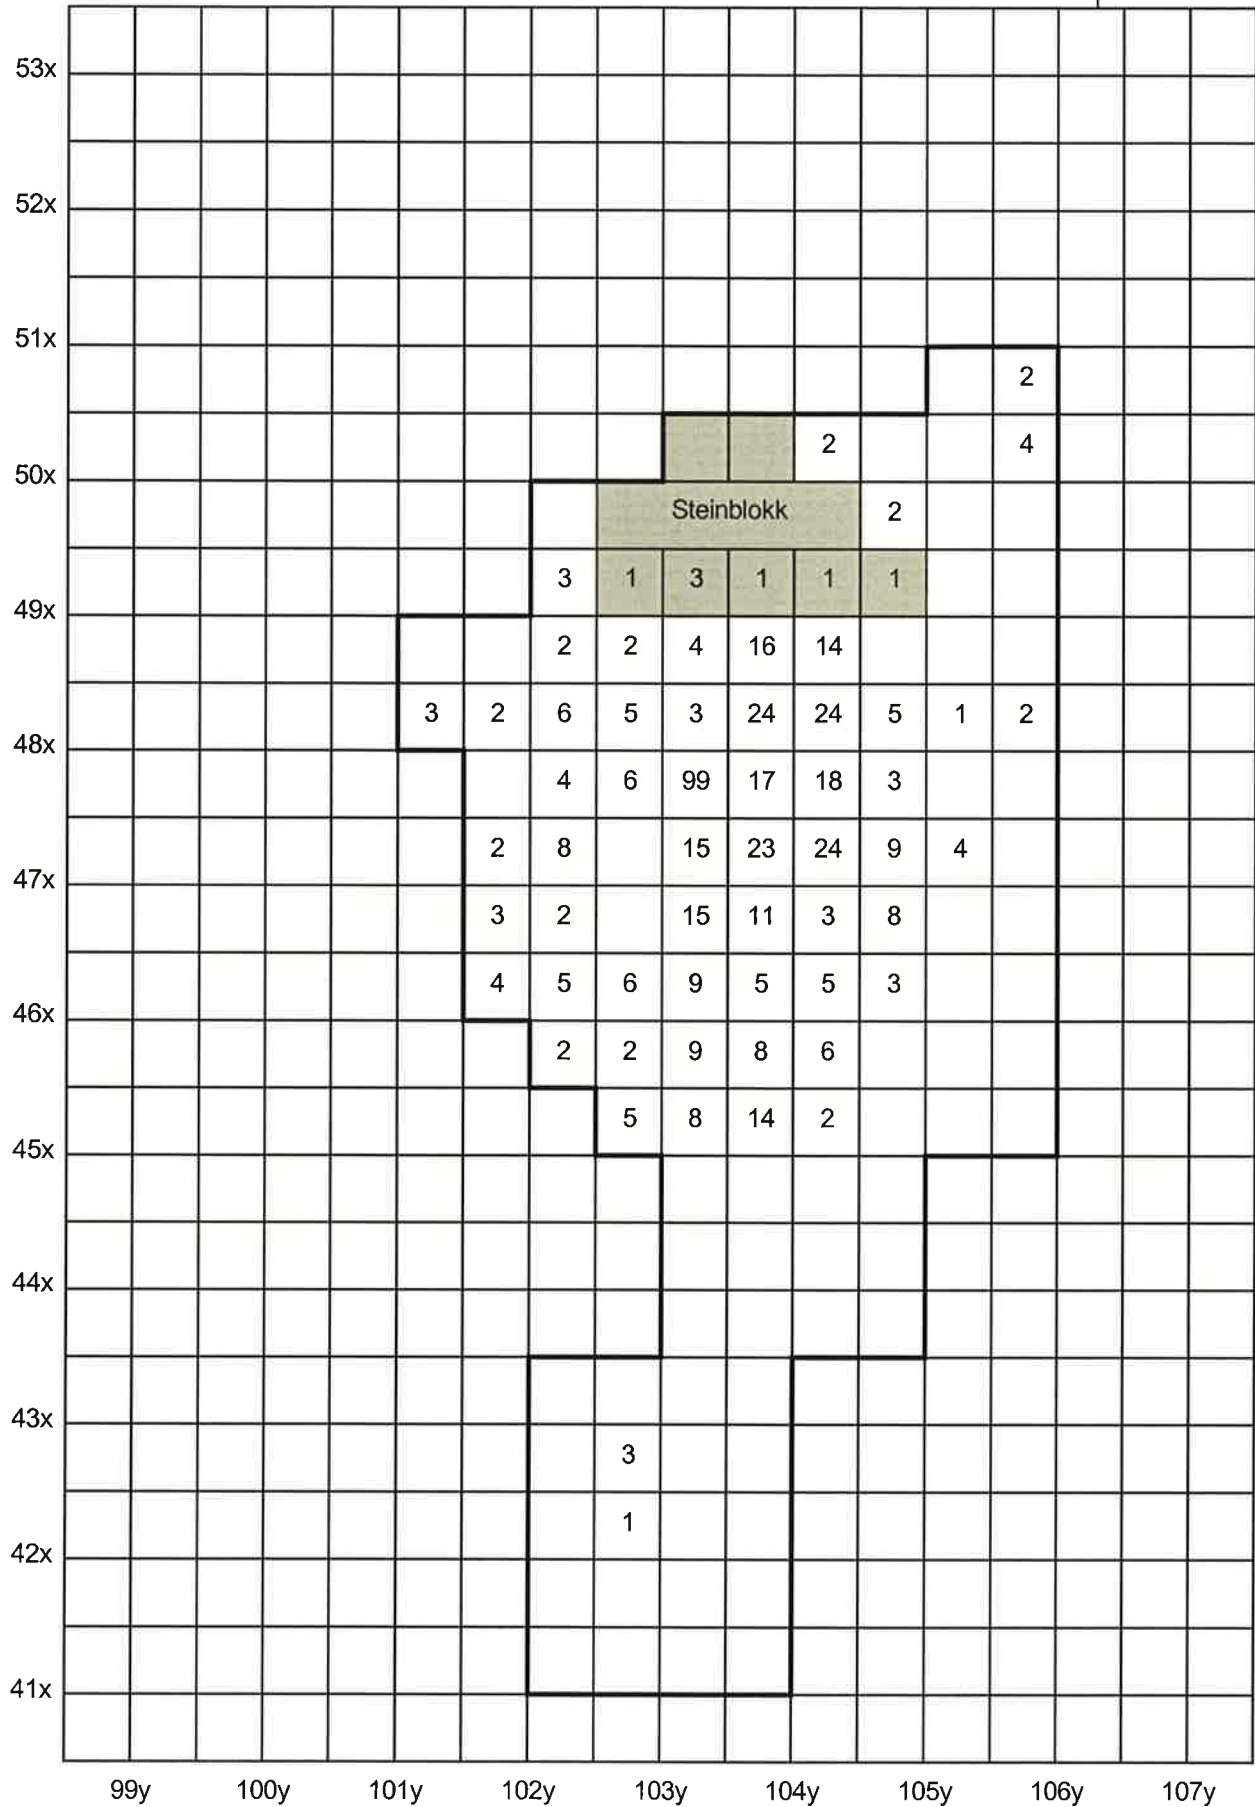 53x
52x
51x
2
2 4
50x
Steinblokk 2
3 1 3 1 1 1
49x
2 2 4 16 14
3 2 6 5 3 24 24 5 1 2
48x
4 6 99 17 18 3
2 8 15 23 24 9 4
47x
3 2 15 11 3 8
4 5 6 9 5 5 3
46x
2 2 9 8 6
5 8 14 2
45x
44x
43x
3
1
42x
41x
99y 100y 101y 102y 103y 104y 105y 106y 107y